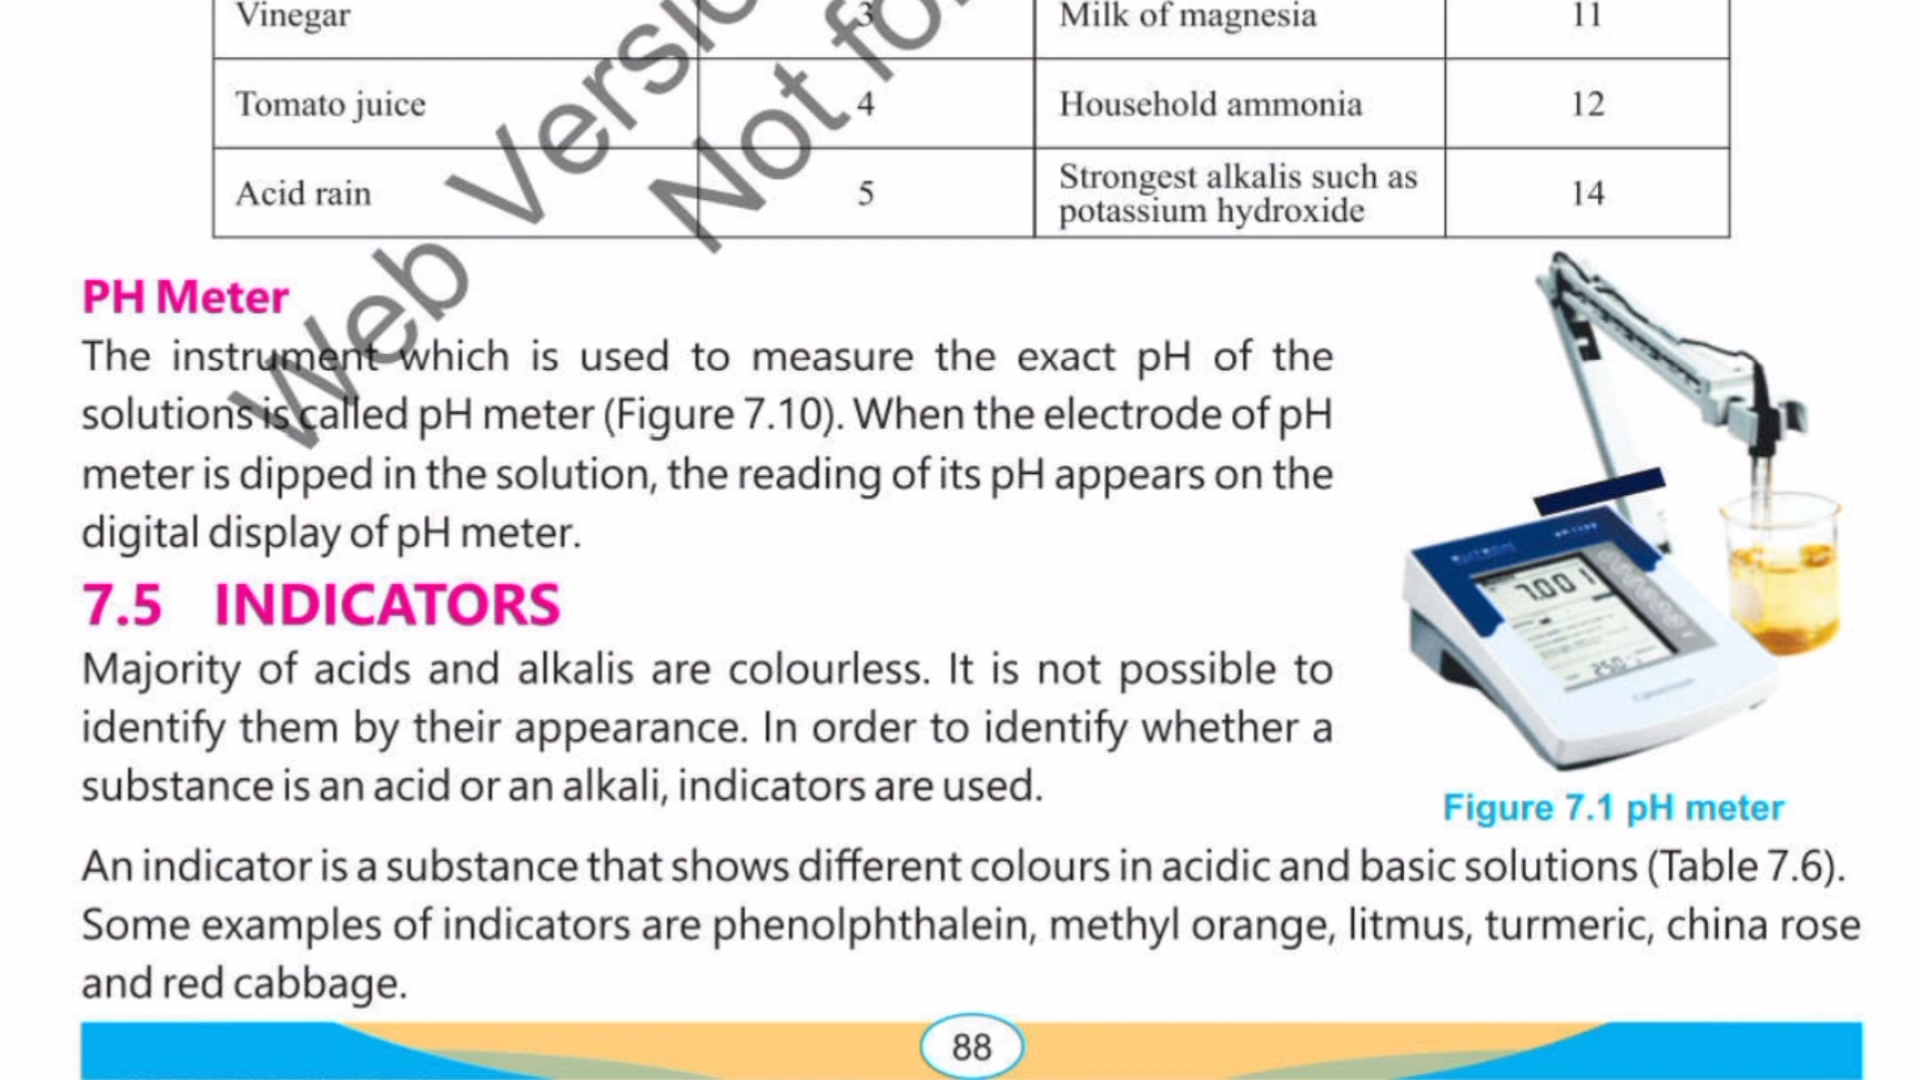 Vinegar 3 Milk of magnesia 11
Tomato juice 4 Household ammonia 12
Acid rain 5 Strongest alkalis such as potassium hydroxide 14
Web Versio
Not fo
PH Meter
The instrument which is used to measure the exact pH of the
solutions is called pH meter (Figure 7.10). When the electrode of pH
meter is dipped in the solution, the reading of its pH appears on the
digital display of pH meter.
7.5 INDICATORS
Majority of acids and alkalis are colourless. It is not possible to
identify them by their appearance. In order to identify whether a
substance is an acid or an alkali, indicators are used.
7.00
25.0
Figure 7.1 pH meter
An indicator is a substance that shows different colours in acidic and basic solutions (Table 7.6).
Some examples of indicators are phenolphthalein, methyl orange, litmus, turmeric, china rose
and red cabbage.
88